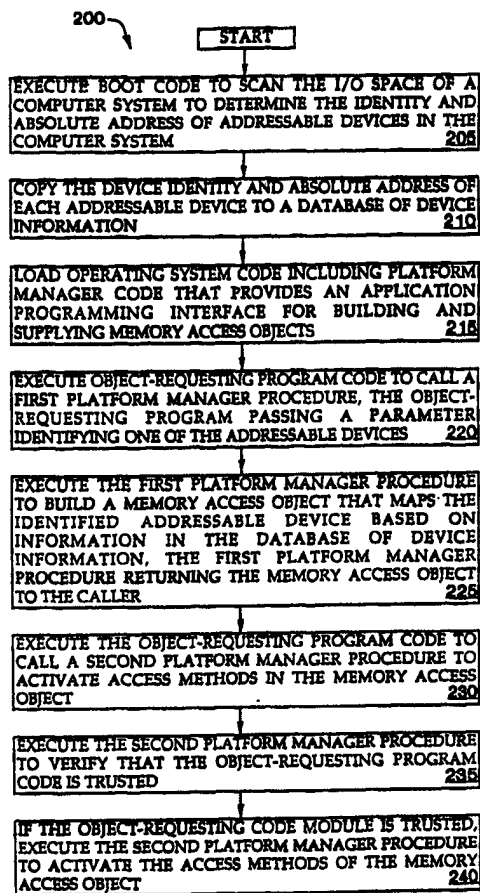 200
START
EXECUTE BOOT CODE TO SCAN THE I/O SPACE OF A
COMPUTER SYSTEM TO DETERMINE THE IDENTITY AND
ABSOLUTE ADDRESS OF ADDRESSABLE DEVICES IN THE
COMPUTER SYSTEM 205
COPY THE DEVICE IDENTITY AND ABSOLUTE ADDRESS OF
EACH ADDRESSABLE DEVICE TO A DATABASE OF DEVICE
INFORMATION 210
LOAD OPERATING SYSTEM CODE INCLUDING PLATFORM
MANAGER CODE THAT PROVIDES AN APPLICATION
PROGRAMMING INTERFACE FOR BUILDING AND
SUPPLYING MEMORY ACCESS OBJECTS 215
EXECUTE OBJECT-REQUESTING PROGRAM CODE TO CALL A
FIRST PLATFORM MANAGER PROCEDURE, THE OBJECT-
REQUESTING PROGRAM PASSING A PARAMETER
IDENTIFYING ONE OF THE ADDRESSABLE DEVICES 220
EXECUTE THE FIRST PLATFORM MANAGER PROCEDURE
TO BUILD A MEMORY ACCESS OBJECT THAT MAPS THE
IDENTIFIED ADDRESSABLE DEVICE BASED ON
INFORMATION IN THE DATABASE OF DEVICE
INFORMATION, THE FIRST PLATFORM MANAGER
PROCEDURE RETURNING THE MEMORY ACCESS OBJECT
TO THE CALLER 225
EXECUTE THE OBJECT-REQUESTING PROGRAM CODE TO
CALL A SECOND PLATFORM MANAGER PROCEDURE TO
ACTIVATE ACCESS METHODS IN THE MEMORY ACCESS
OBJECT 230
EXECUTE THE SECOND PLATFORM MANAGER PROCEDURE
TO VERIFY THAT THE OBJECT-REQUESTING PROGRAM
CODE IS TRUSTED 235
IF THE OBJECT-REQUESTING CODE MODULE IS TRUSTED,
EXECUTE THE SECOND PLATFORM MANAGER PROCEDURE
TO ACTIVATE THE ACCESS METHODS OF THE MEMORY
ACCESS OBJECT 240